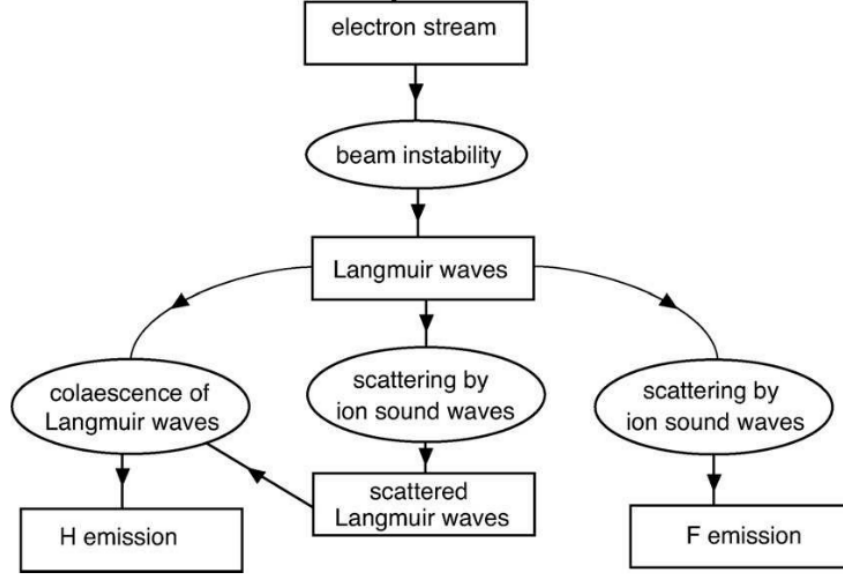 electron stream
beam instability
Langmuir waves
colaescence of
Langmuir waves
scattering by
ion sound waves
scattering by
ion sound waves
scattered
Langmuir waves
H emission
F emission